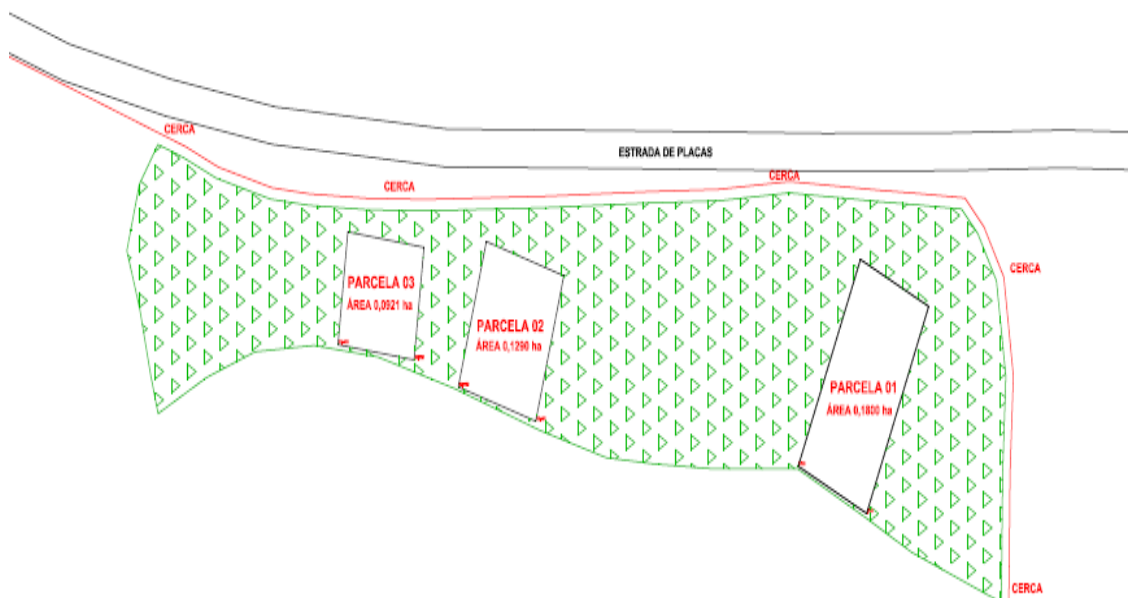 CERCA
ESTRADA DE PLACAS
CERCA
CERCA
CERCA
PARCELA 03
ÁREA 0,0921 ha
PARCELA 02
ÁREA 0,1290 ha
PARCELA 01
ÁREA 0,1800 ha
CERCA